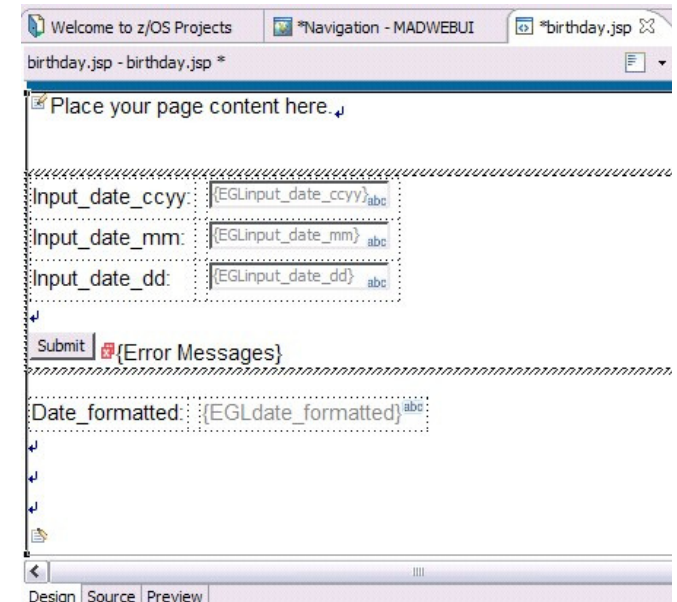 Welcome to z/OS Projects *Navigation - MADWEBUI *birthday.jsp
birthday.jsp - birthday.jsp *
Place your page content here.
Input_date_ccyy: {EGLinput_date_ccyy} abc
Input_date_mm: {EGLinput_date_mm} abc
Input_date_dd: {EGLinput_date_dd} abc
Submit {Error Messages}
Date_formatted: {EGLdate_formatted} abc
Design Source Preview